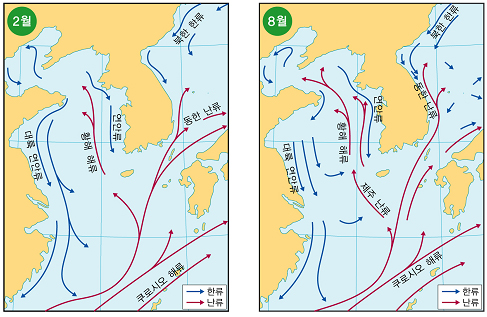 2월
북한 한류
동한 난류
연안류
황해 해류
대륙 연안류
쿠로시오 해류
한류
난류
8월
북한 한류
동한 난류
연안류
황해 해류
대륙 연안류
제주 난류
쿠로시오 해류
한류
난류